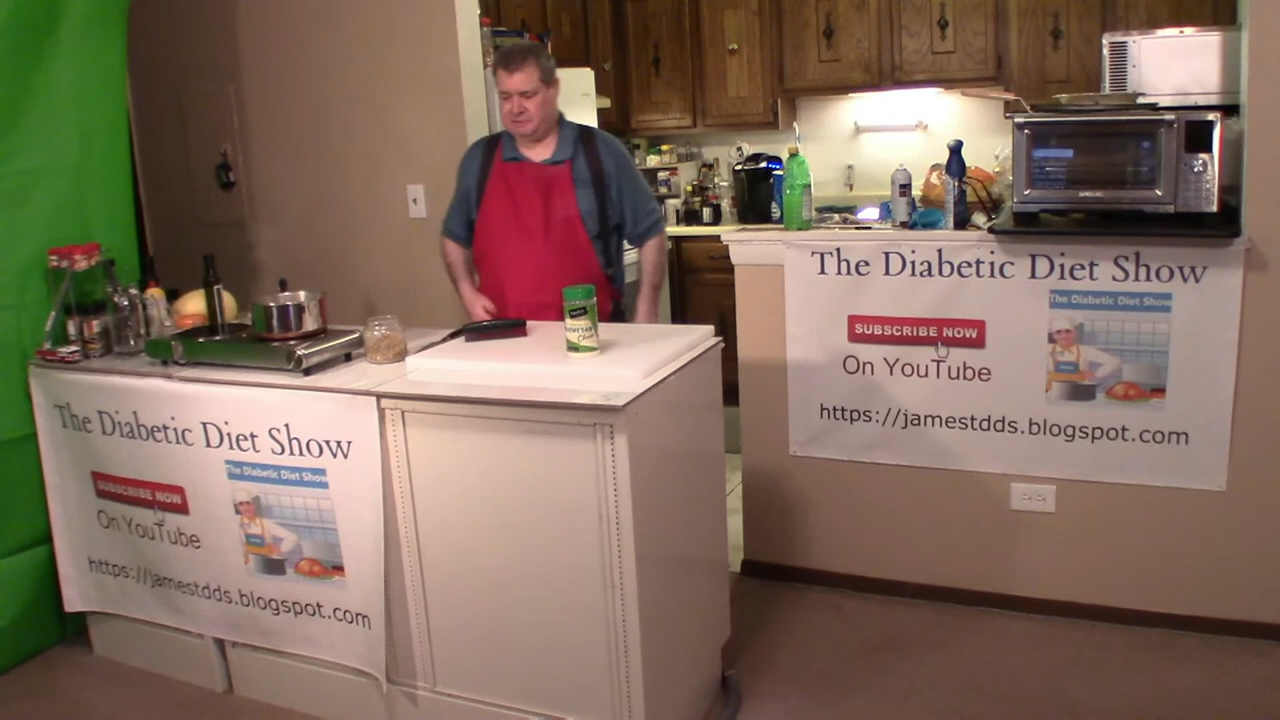 The Diabetic Diet Show
SUBSCRIBE NOW
On YouTube
The Diabetic Diet Show
https://jamestdds.blogspot.com
The Diabetic Diet Show
SUBSCRIBE NOW
On YouTube
The Diabetic Diet Show
https://jamestdds.blogspot.com
PARMESAN